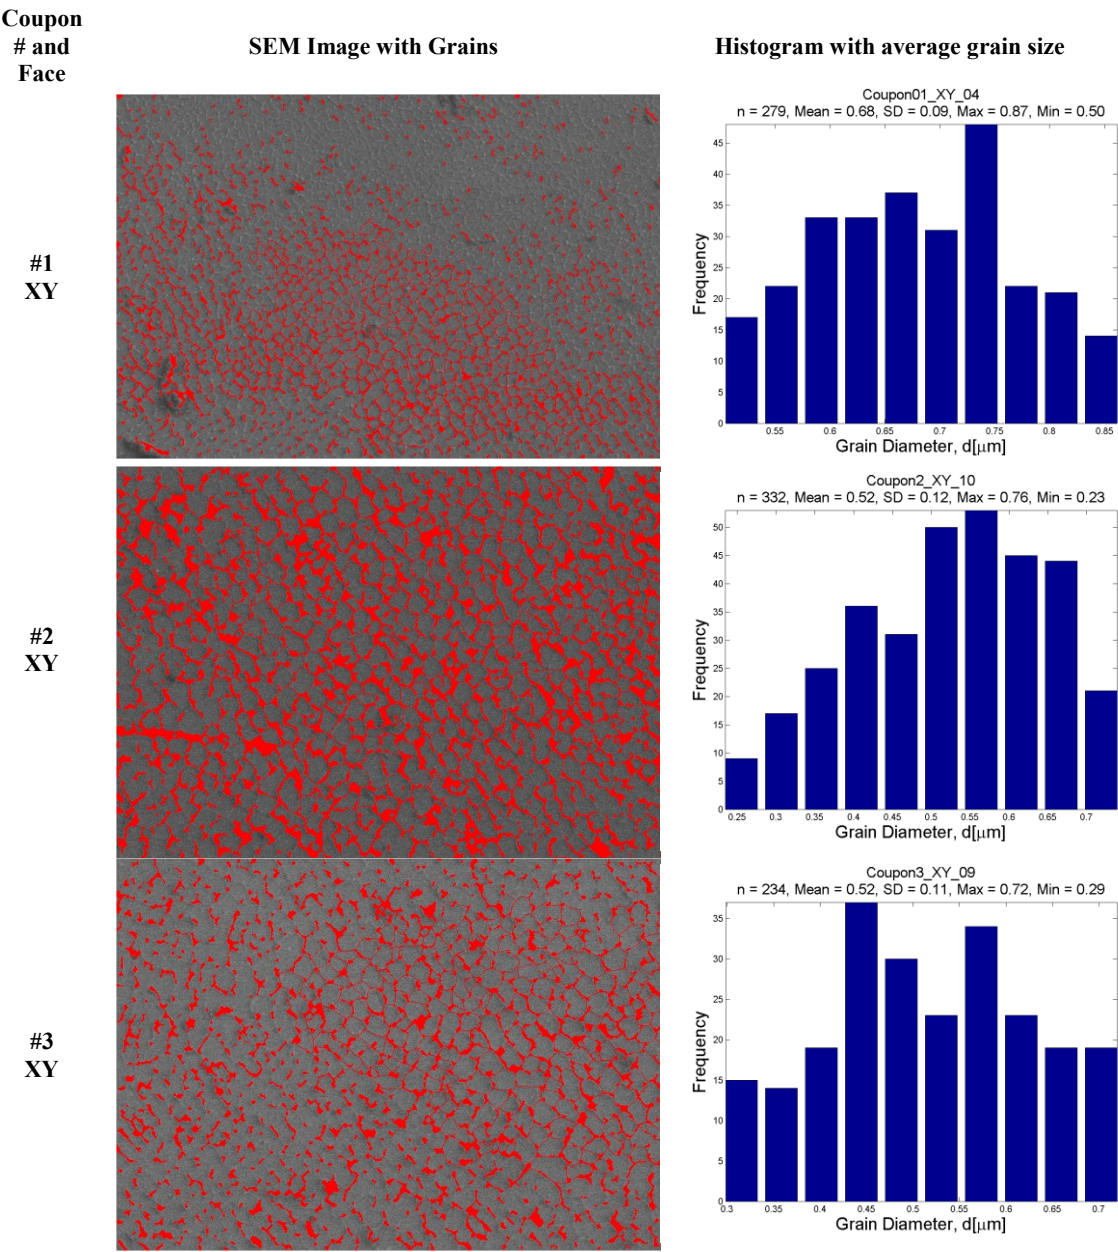 Coupon
# and
Face
SEM Image with Grains
Histogram with average grain size
#1
XY
Coupon01_XY_04
n = 279, Mean = 0.68, SD = 0.09, Max = 0.87, Min = 0.50
Frequency
45
40
35
30
25
20
15
10
5
0
0.55 0.6 0.65 0.7 0.75 0.8 0.85
Grain Diameter, d[μm]
#2
XY
Coupon2_XY_10
n = 332, Mean = 0.52, SD = 0.12, Max = 0.76, Min = 0.23
Frequency
50
45
40
35
30
25
20
15
10
5
0
0.25 0.3 0.35 0.4 0.45 0.5 0.55 0.6 0.65 0.7
Grain Diameter, d[μm]
#3
XY
Coupon3_XY_09
n = 234, Mean = 0.52, SD = 0.11, Max = 0.72, Min = 0.29
Frequency
35
30
25
20
15
10
5
0
0.3 0.35 0.4 0.45 0.5 0.55 0.6 0.65 0.7
Grain Diameter, d[μm]